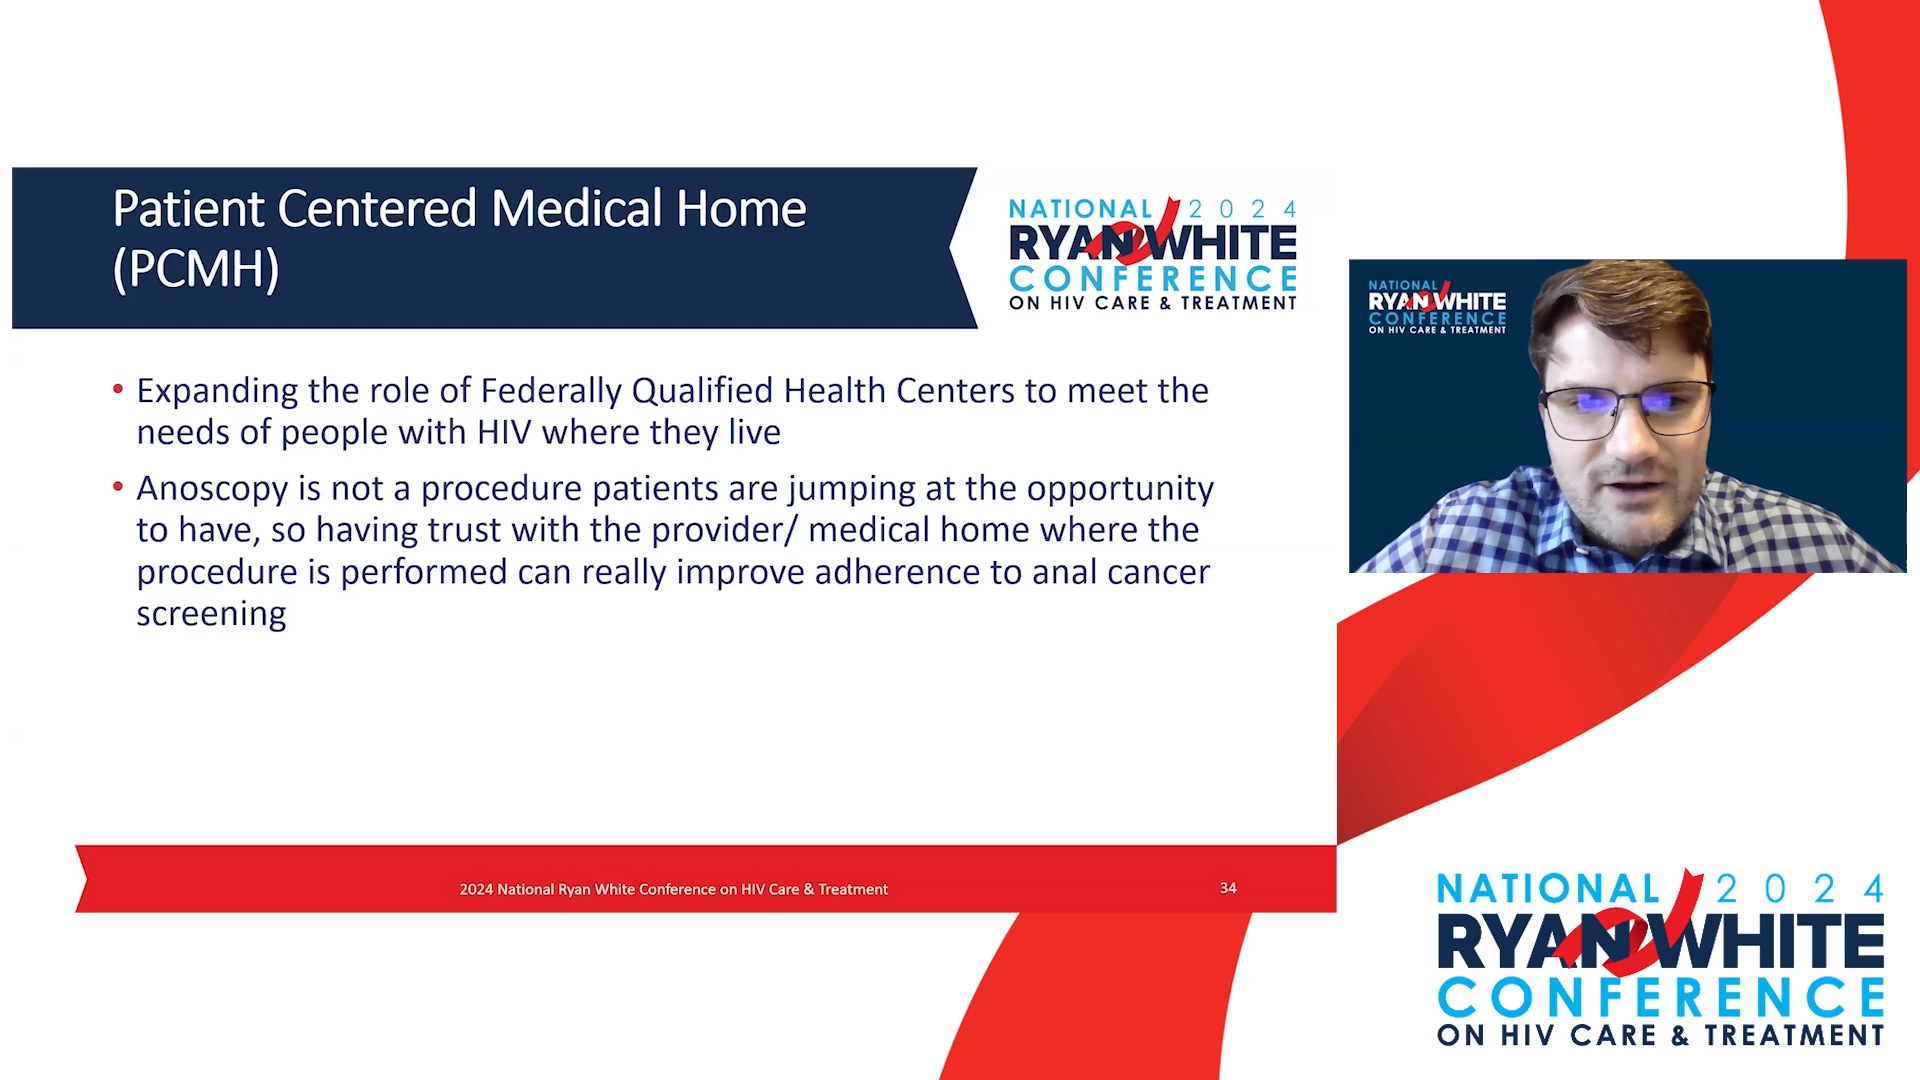 Patient Centered Medical Home
(PCMH)
NATIONAL 2024
RYAN WHITE
CONFERENCE
ON HIV CARE & TREATMENT
• Expanding the role of Federally Qualified Health Centers to meet the
needs of people with HIV where they live
• Anoscopy is not a procedure patients are jumping at the opportunity
to have, so having trust with the provider/ medical home where the
procedure is performed can really improve adherence to anal cancer
screening
2024 National Ryan White Conference on HIV Care & Treatment
34
NATIONAL
RYAN WHITE
CONFERENCE
ON HIV CARE & TREATMENT
NATIONAL 2024
RYAN WHITE
CONFERENCE
ON HIV CARE & TREATMENT